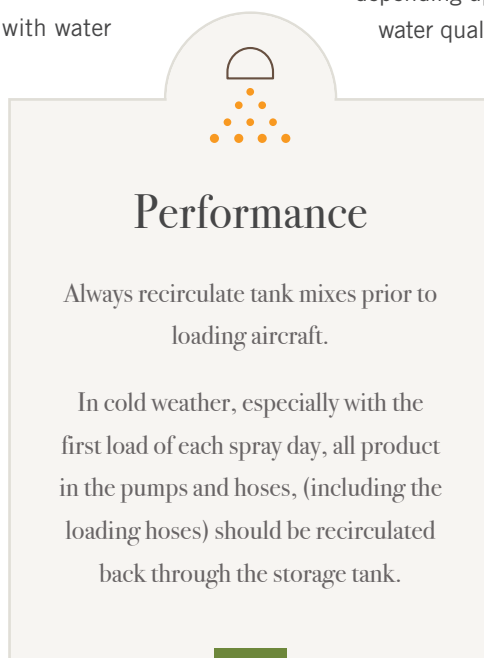 with water
water
Performance
Always recirculate tank mixes prior to
loading aircraft.
In cold weather, especially with the
first load of each spray day, all product
in the pumps and hoses, (including the
loading hoses) should be recirculated
back through the storage tank.